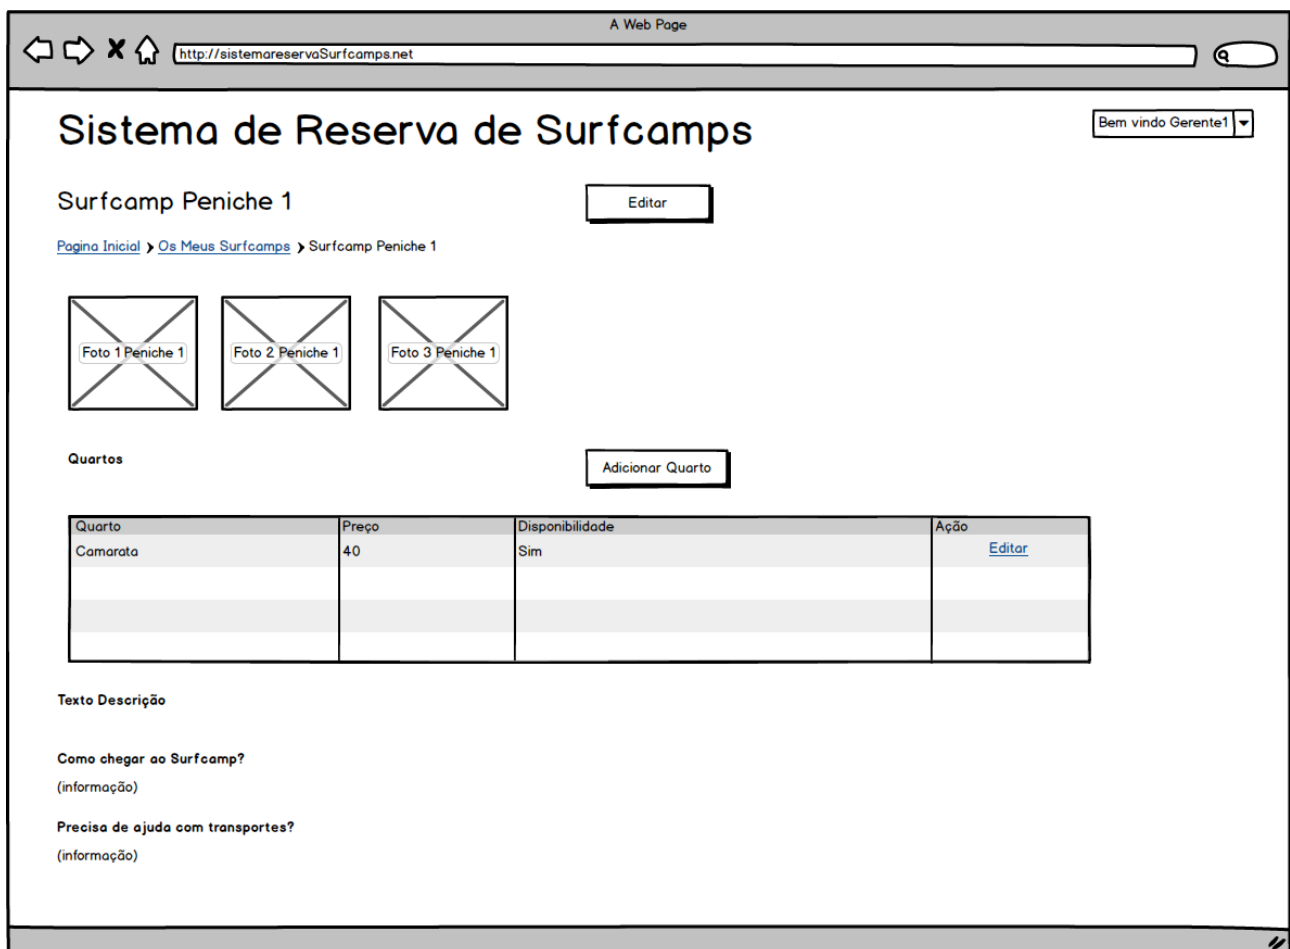 A Web Page
http://sistemareservaSurfcamps.net
Sistema de Reserva de Surfcamps
Bem vindo Gerente1
Surfcamp Peniche 1
Editar
Pagina Inicial > Os Meus Surfcamps > Surfcamp Peniche 1
Foto 1 Peniche 1
Foto 2 Peniche 1
Foto 3 Peniche 1
Quartos
Adicionar Quarto
Quarto Preço Disponibilidade Ação
Camarata 40 Sim Editar
Texto Descrição
Como chegar ao Surfcamp?
(informação)
Precisa de ajuda com transportes?
(informação)